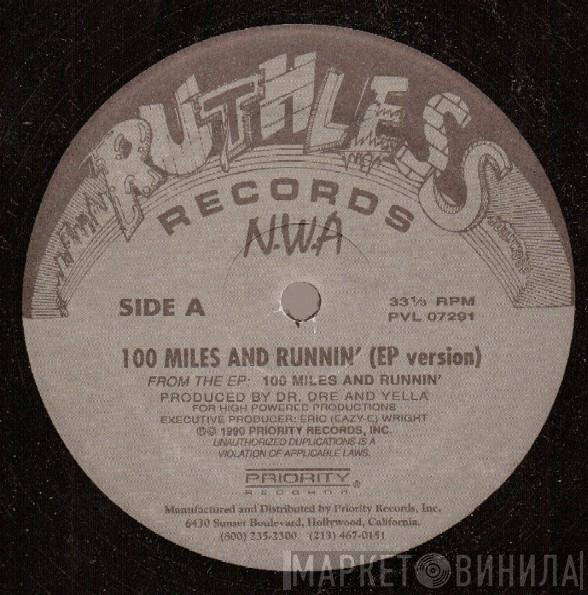 RUTHLESS
RECORDS
N.W.A
SIDE A
33⅓ RPM
PVL 07291
100 MILES AND RUNNIN' (EP version)
FROM THE EP: 100 MILES AND RUNNIN'
PRODUCED BY DR. DRE AND YELLA
FOR HIGH POWERED PRODUCTIONS
EXECUTIVE PRODUCER: ERIC (EAZY-E) WRIGHT
℗© 1990 PRIORITY RECORDS, INC.
UNAUTHORIZED DUPLICATIONS IS A
VIOLATION OF APPLICABLE LAWS.
PRIORITY
RECORDS ®
Manufactured and Distributed by Priority Records, Inc.
6430 Sunset Boulevard, Hollywood, California.
(800) 235-2300 (213) 467-0151
МАРКЕТ ВИНИЛА